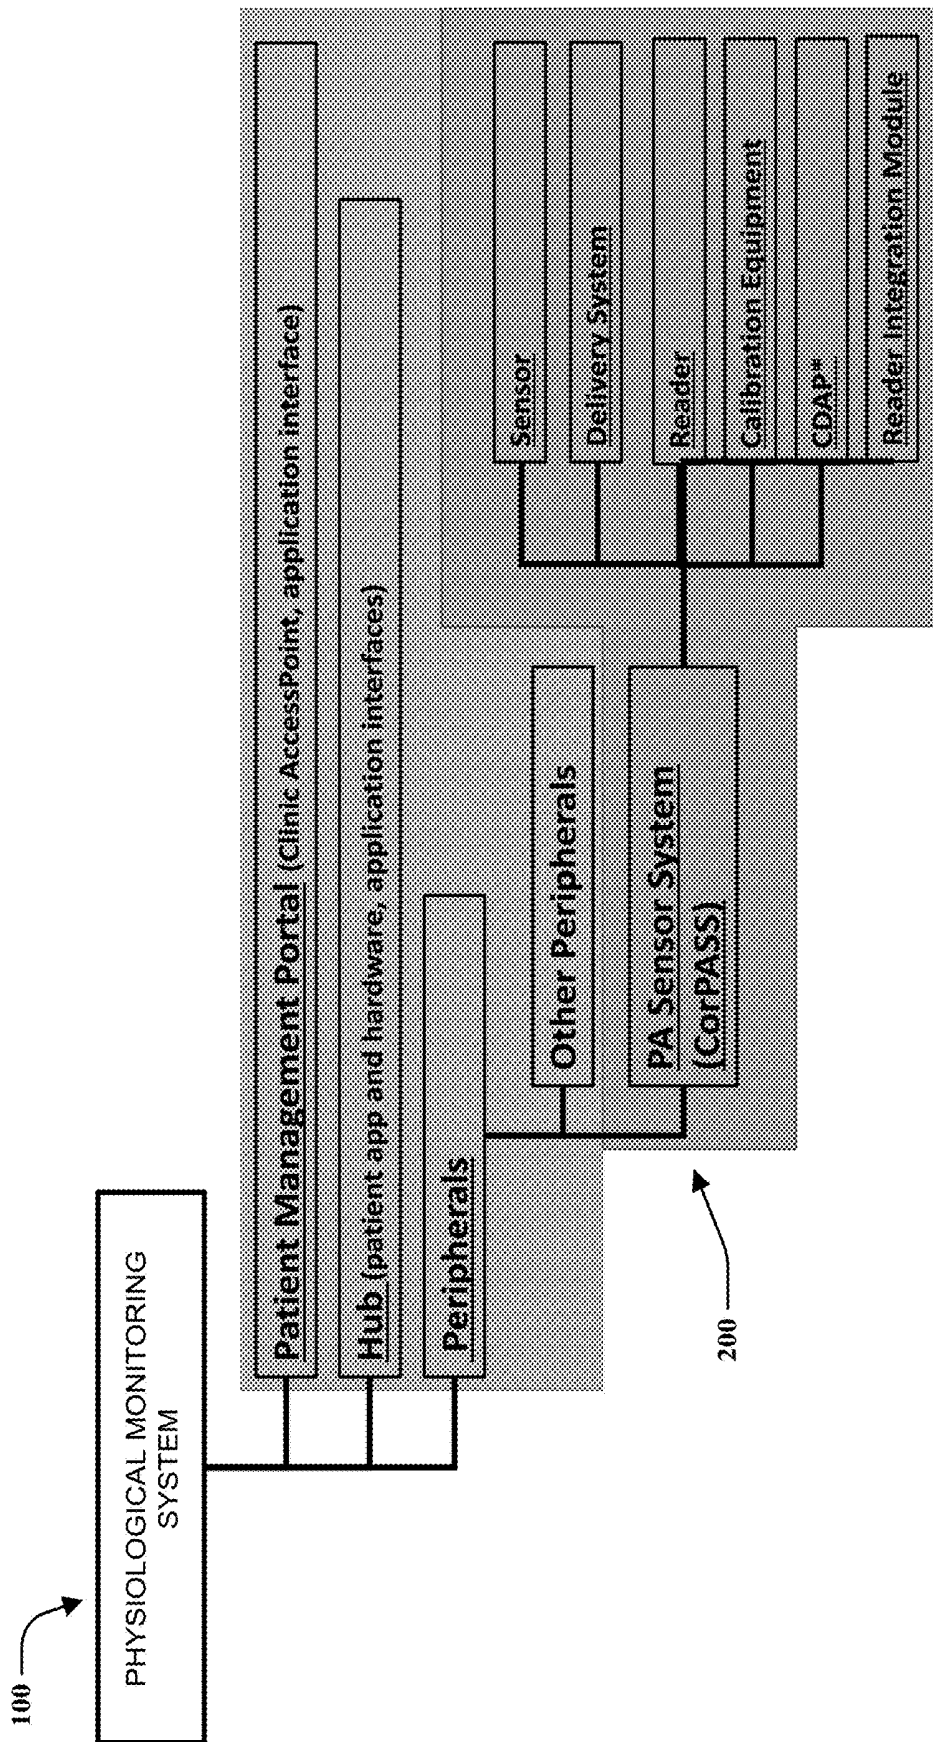 100
PHYSIOLOGICAL MONITORING
SYSTEM
Patient Management Portal (Clinic AccessPoint, application interface)
Hub (patient app and hardware, application interfaces)
Peripherals
Other Peripherals
PA Sensor System
(CorPASS)
Sensor
Delivery System
Reader
Calibration Equipment
CDAP*
Reader Integration Module
200